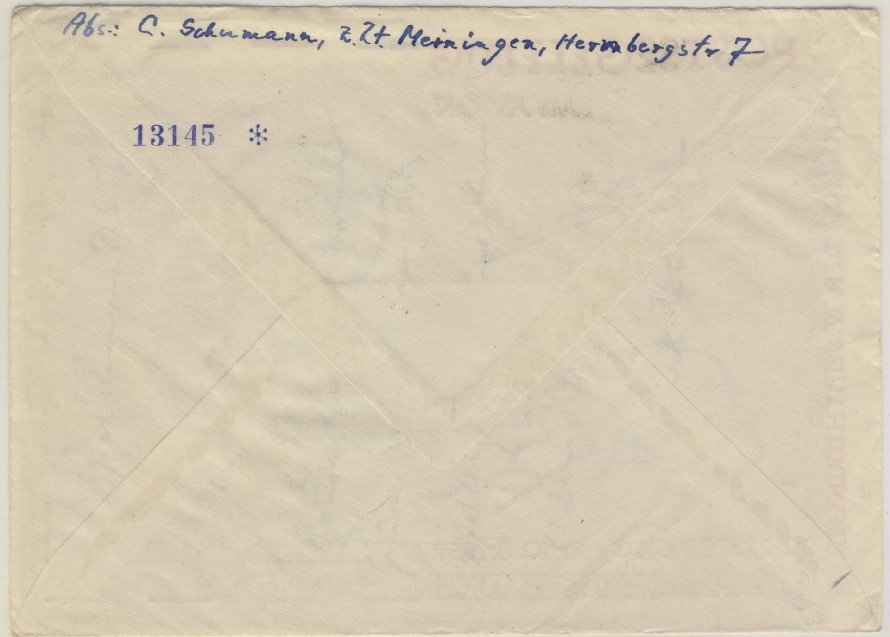 Abs.: C. Schumann, z. Zt. Meiningen, Herrnbergstr 7
13145 *